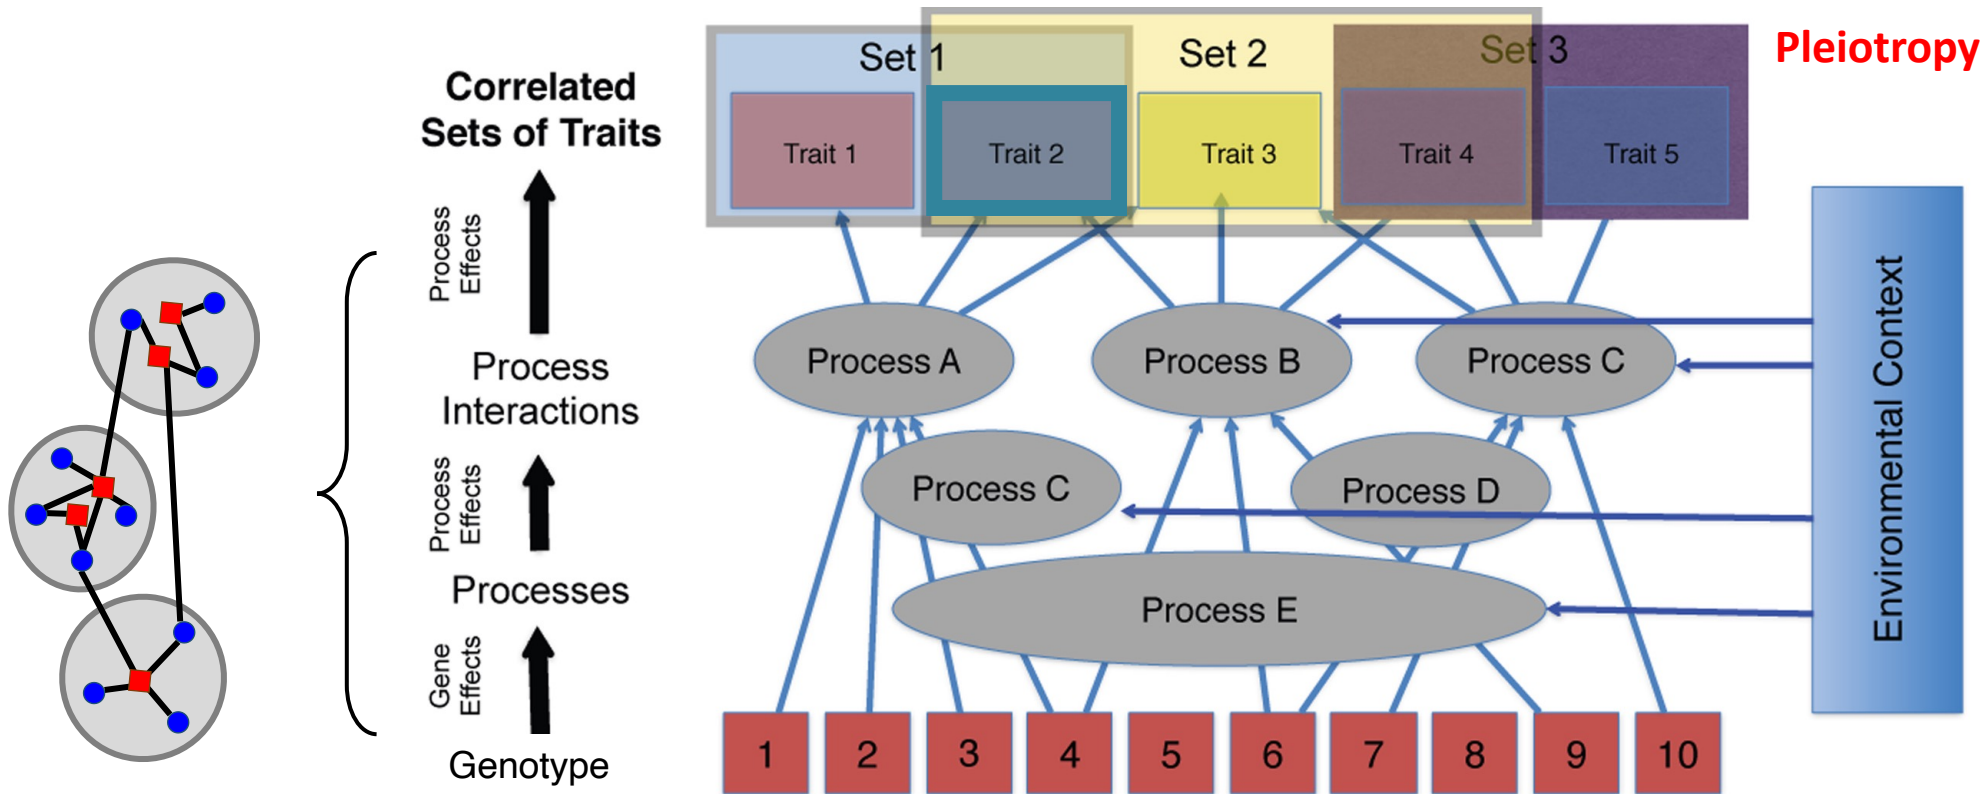 Pleiotropy
Set 1
Set 2
Set 3
Correlated
Sets of Traits
Trait 1
Trait 2
Trait 3
Trait 4
Trait 5
Process
Effects
Process
Interactions
Process A
Process B
Process C
Environmental Context
Process
Effects
Process C
Process D
Processes
Process E
Gene
Effects
Genotype
1
2
3
4
5
6
7
8
9
10